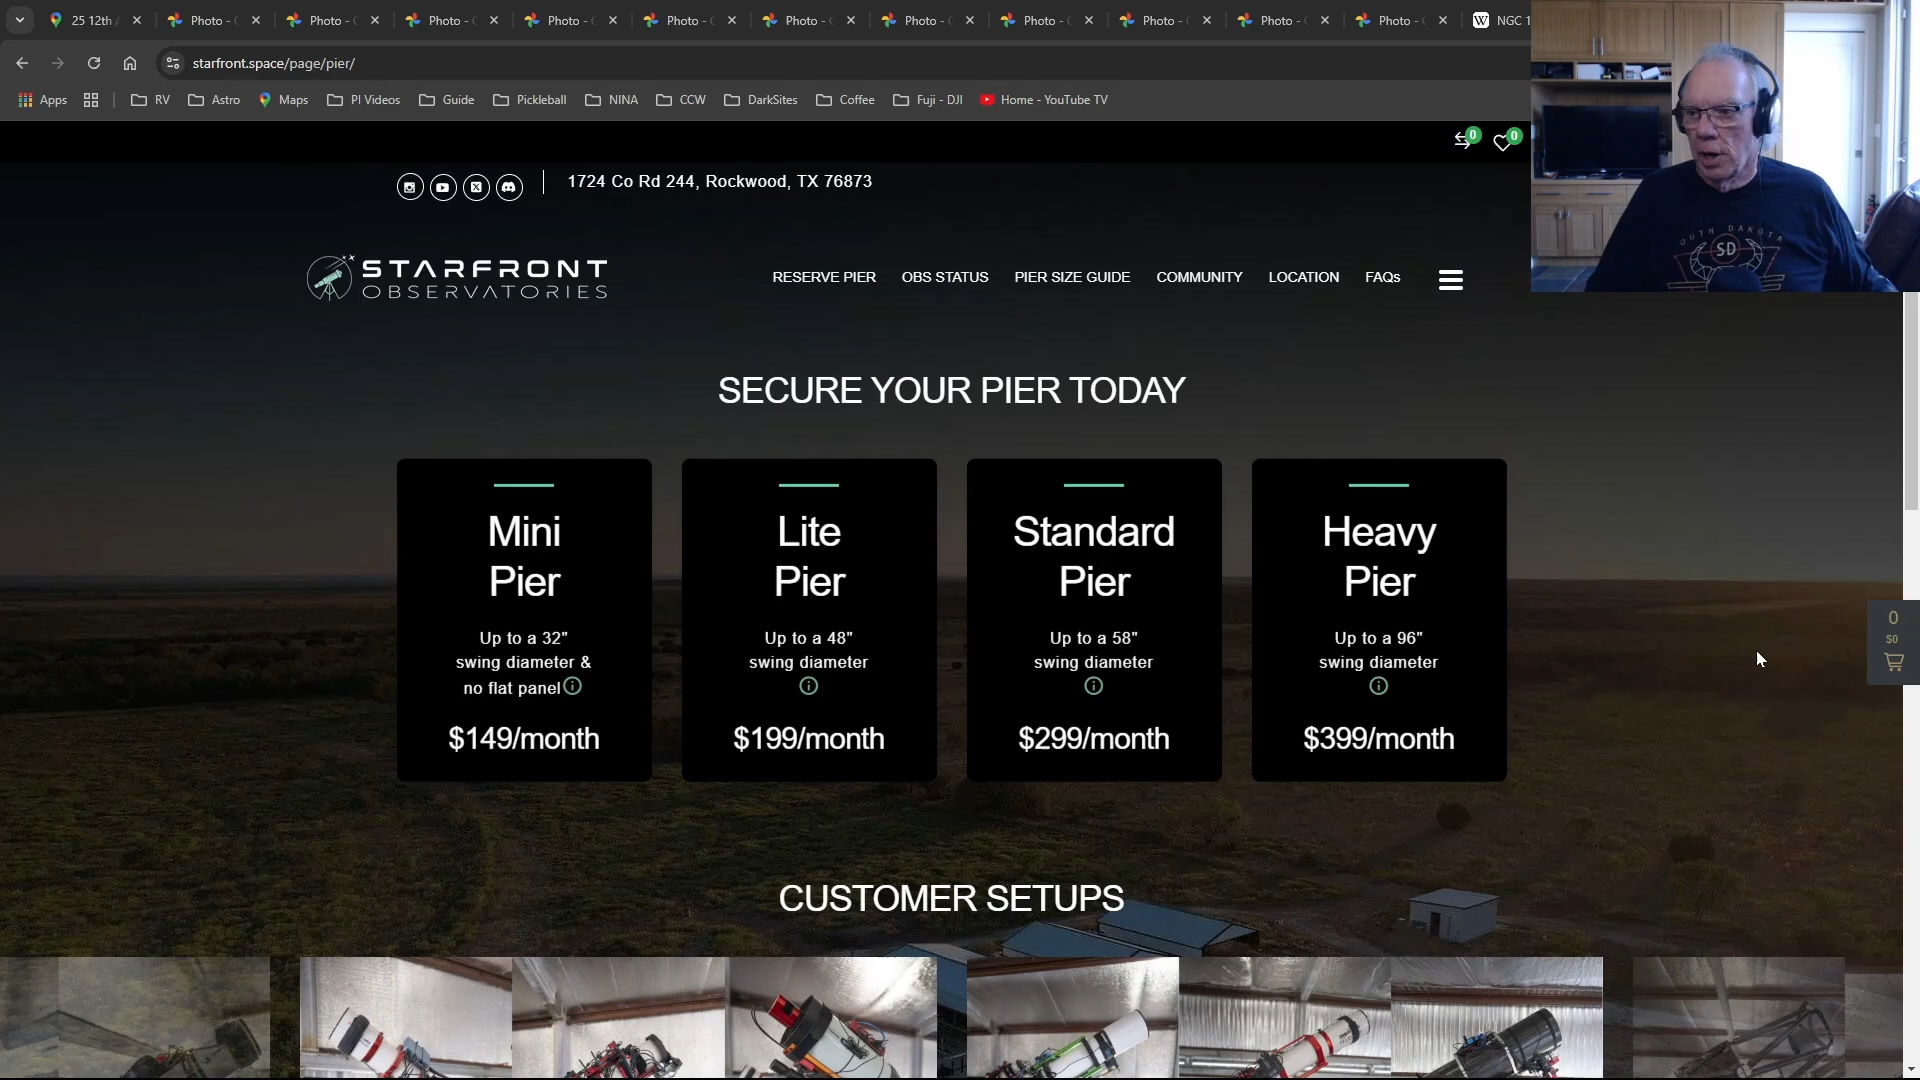 25 12th
Photo -
Photo -
Photo -
Photo -
Photo -
Photo -
Photo -
Photo -
Photo -
Photo -
Photo -
W
NGC 1
starfront.space/page/pier/
Apps
RV
Astro
Maps
PI Videos
Guide
Pickleball
NINA
CCW
DarkSites
Coffee
Fuji - DJI
Home - YouTube TV
0
0
1724 Co Rd 244, Rockwood, TX 76873
STARFRONT
OBSERVATORIES
RESERVE PIER
OBS STATUS
PIER SIZE GUIDE
COMMUNITY
LOCATION
FAQs
SECURE YOUR PIER TODAY
Mini
Pier
Up to a 32"
swing diameter &
no flat panel
$149/month
Lite
Pier
Up to a 48"
swing diameter
$199/month
Standard
Pier
Up to a 58"
swing diameter
$299/month
Heavy
Pier
Up to a 96"
swing diameter
$399/month
0
$0
CUSTOMER SETUPS
OUTH DAKOTA
SD